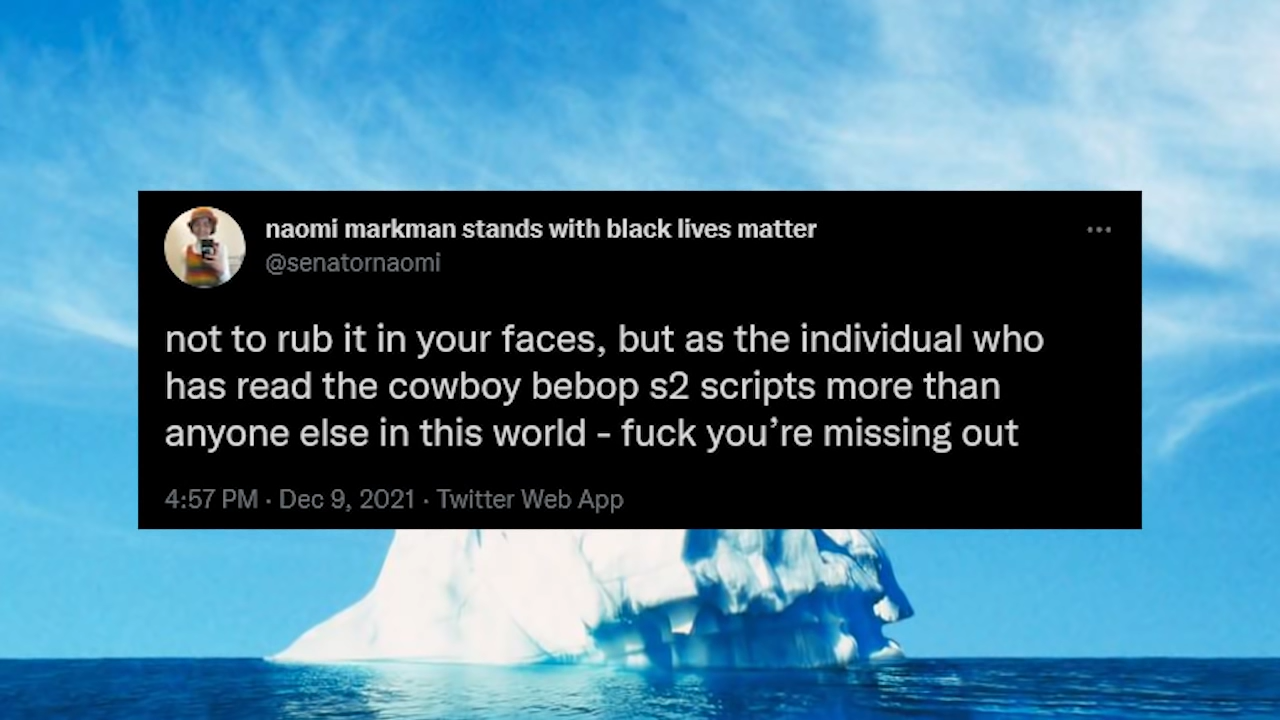 naomi markman stands with black lives matter
@senatornaomi
not to rub it in your faces, but as the individual who
has read the cowboy bebop s2 scripts more than
anyone else in this world - fuck you’re missing out
4:57 PM · Dec 9, 2021 · Twitter Web App